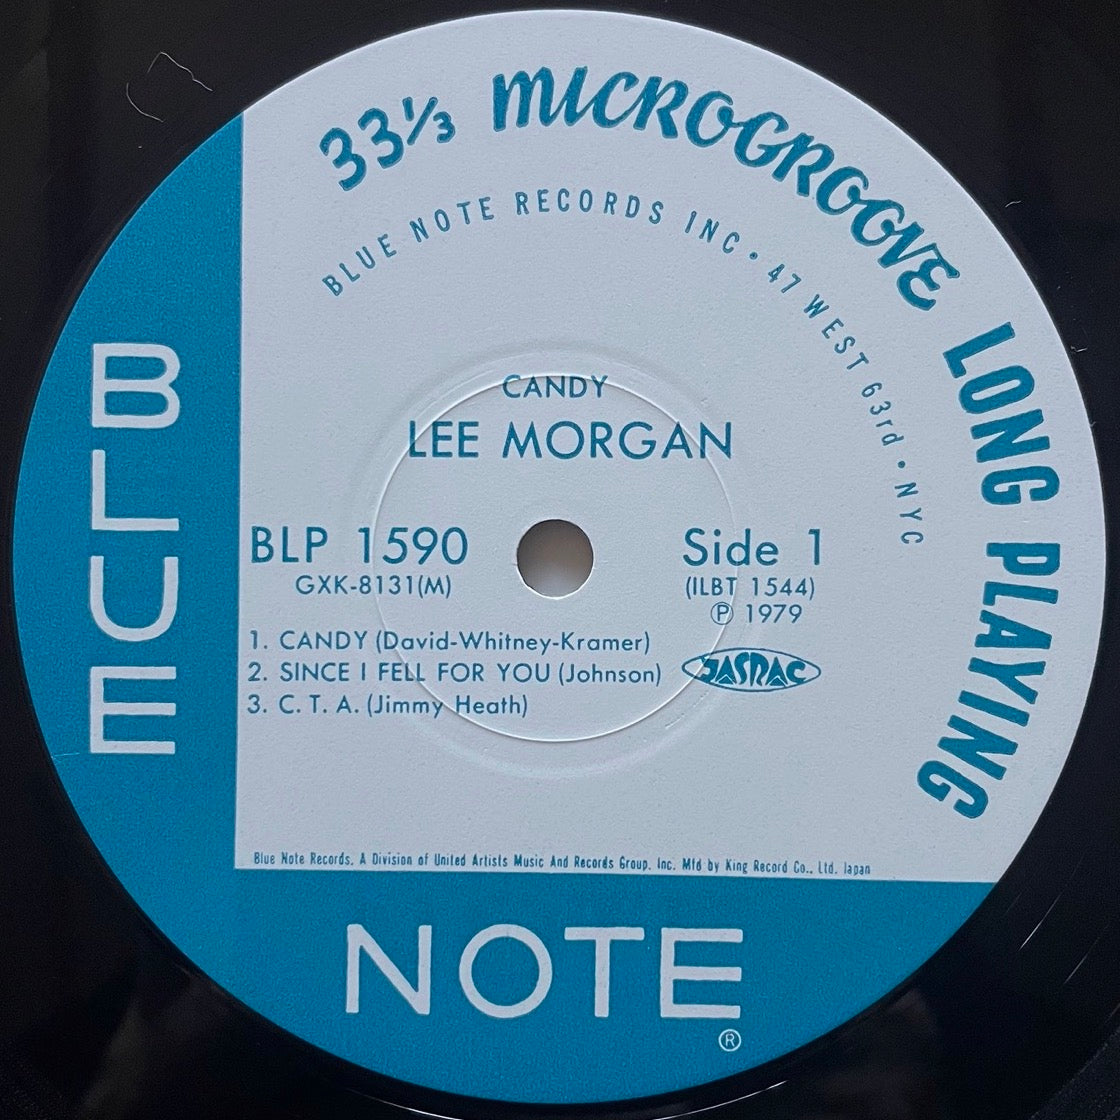 33⅓ MICROGROOVE LONG PLAYING
BLUE NOTE RECORDS INC • 47 WEST 63rd • NYC
CANDY
LEE MORGAN
BLP 1590
GXK-8131(M)
Side 1
(ILBT 1544)
Ⓟ 1979
1. CANDY (David-Whitney-Kramer)
2. SINCE I FELL FOR YOU (Johnson)
3. C. T. A. (Jimmy Heath)
JASRAC
Blue Note Records. A Division of United Artists Music And Records Group. Inc. Mfd by King Record Co., Ltd. Japan
BLUE
NOTE
®